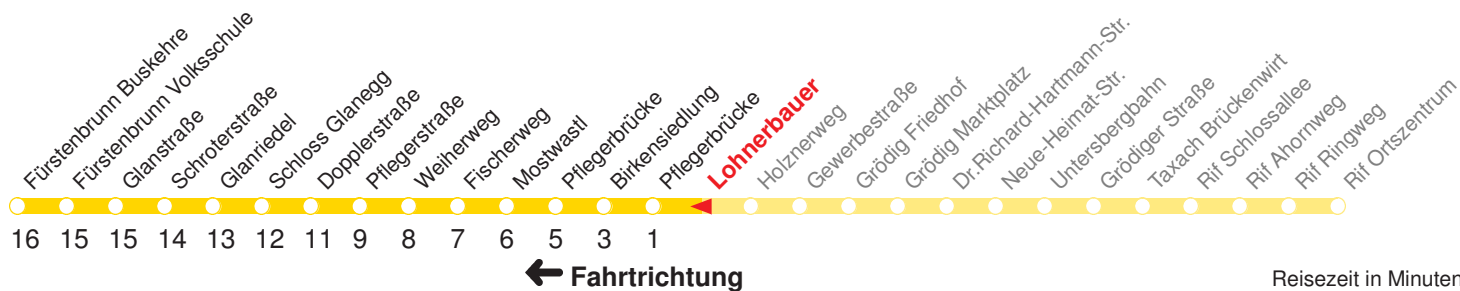 Fürstenbrunn Buskehre
Fürstenbrunn Volksschule
Glanstraße
Schroterstraße
Glanriedel
Schloss Glanegg
Dopplerstraße
Pflegerstraße
Weiherweg
Fischerweg
Mostwastl
Pflegerbrücke
Birkensiedlung
Pflegerbrücke
Lohnerbauer
Holznerweg
Gewerbestraße
Grödig Friedhof
Grödig Marktplatz
Dr.Richard-Hartmann-Str.
Neue-Heimat-Str.
Untersbergbahn
Grödiger Straße
Taxach Brückenwirt
Rif Schlossallee
Rif Ahornweg
Rif Ringweg
Rif Ortszentrum
16 15 15 14 13 12 11 9 8 7 6 5 3 1
Fahrtrichtung
Reisezeit in Minuten